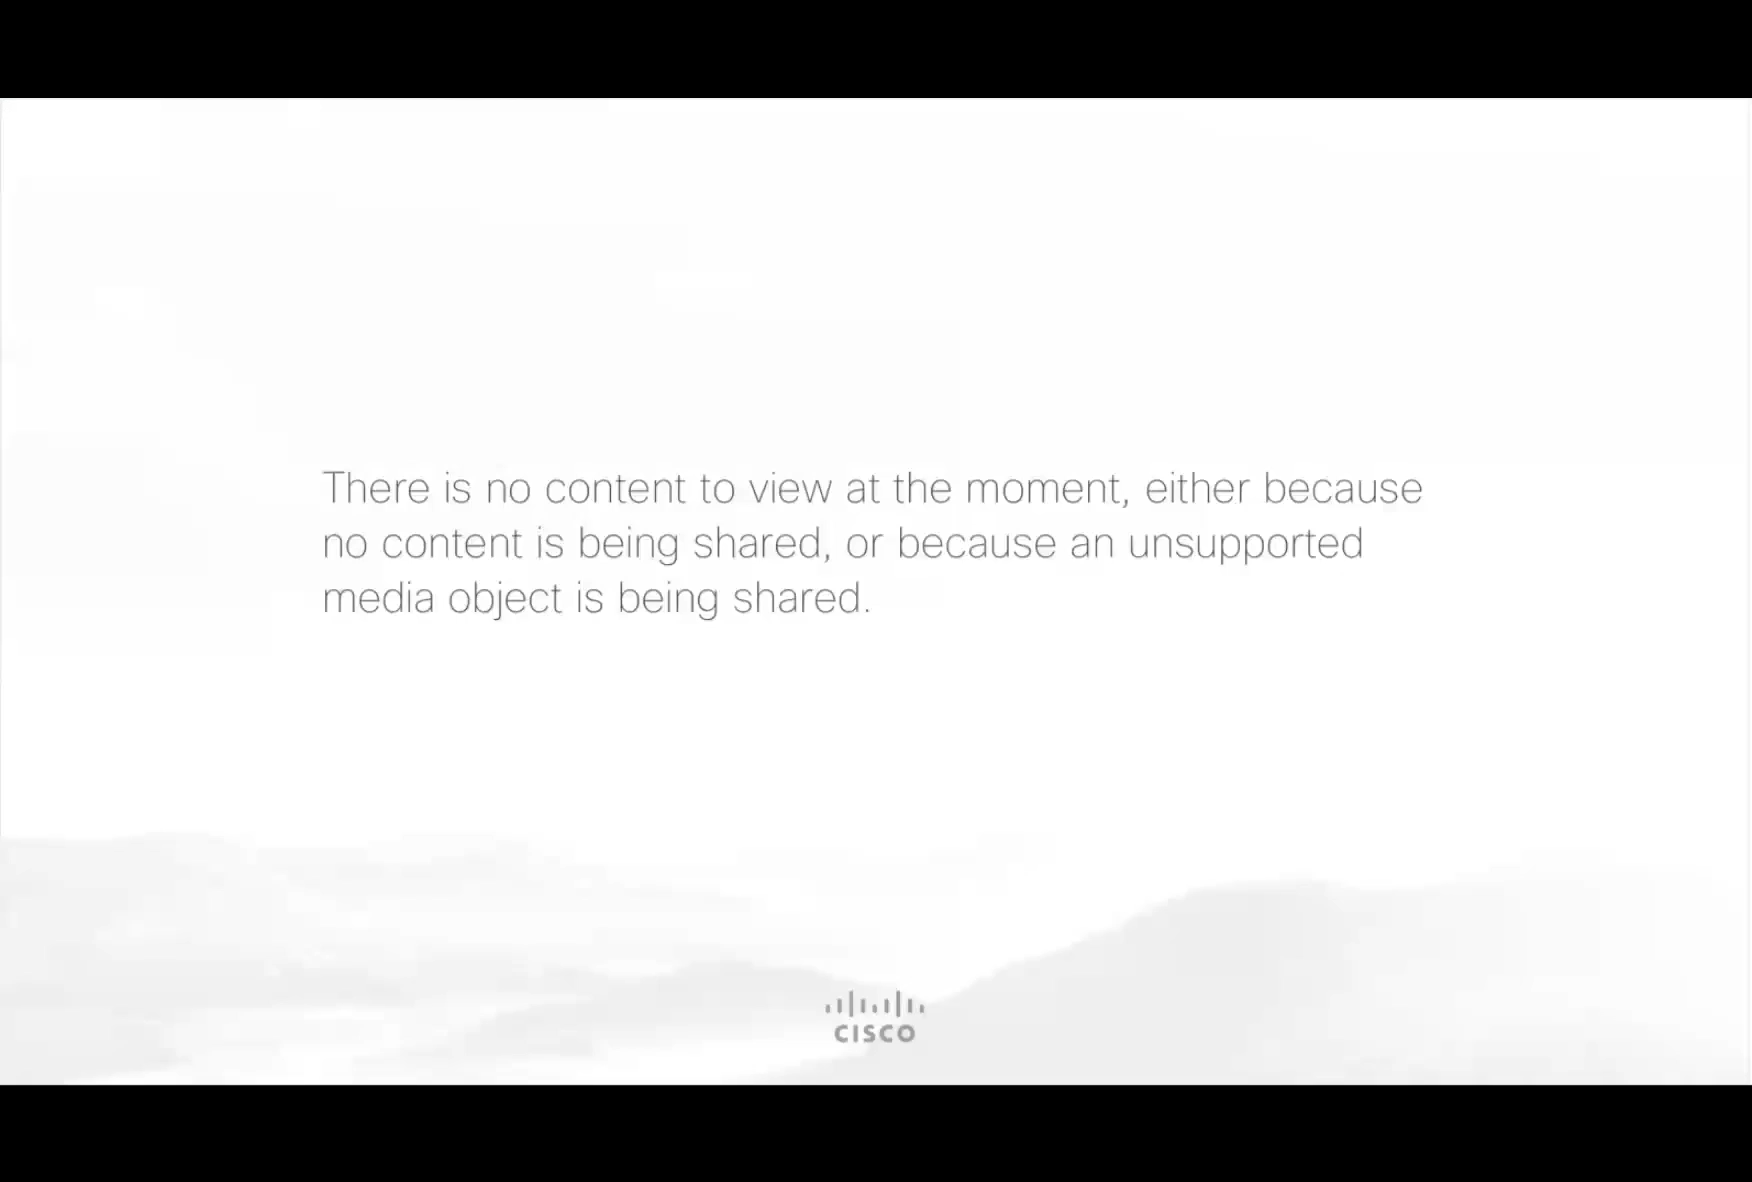 There is no content to view at the moment, either because
no content is being shared, or because an unsupported
media object is being shared.
CISCO